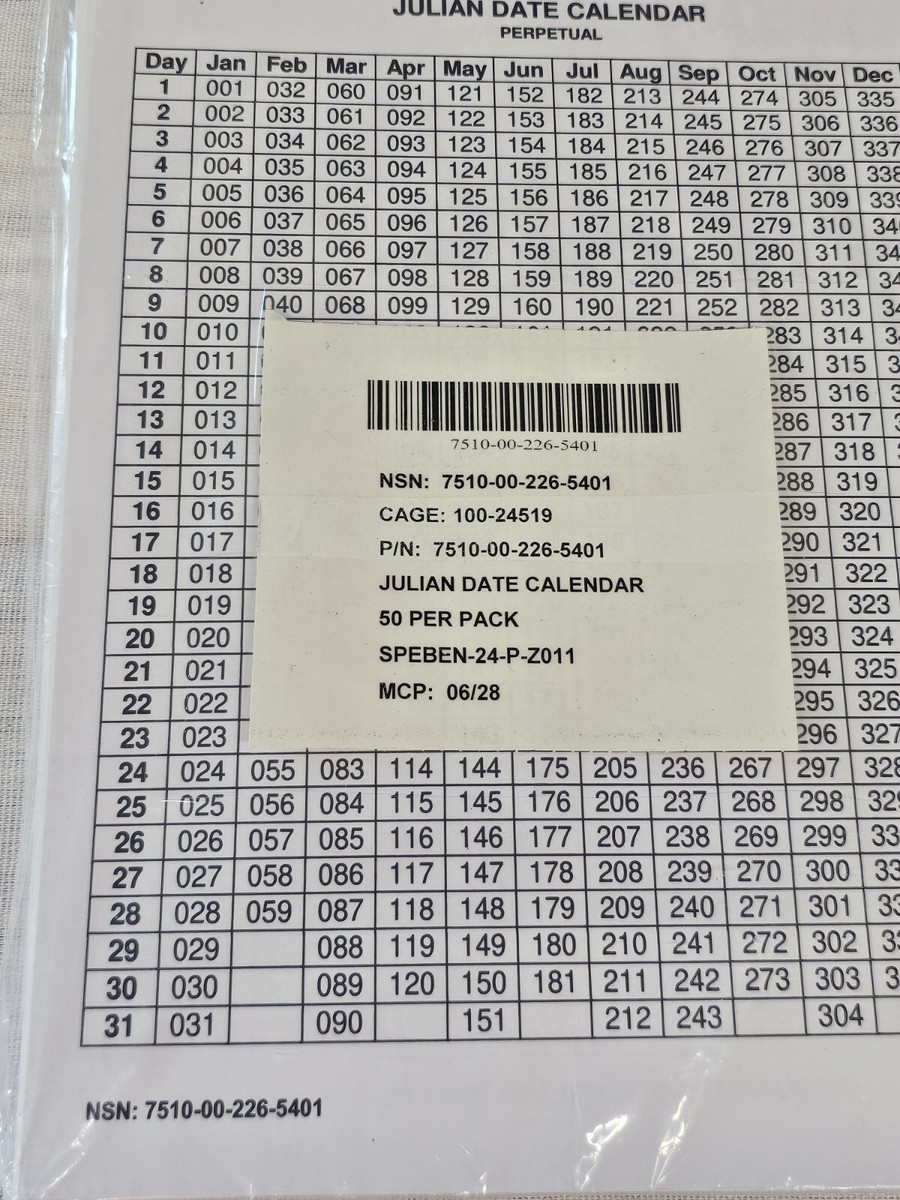 JULIAN DATE CALENDAR
PERPETUAL
Day Jan Feb Mar Apr May Jun Jul Aug Sep Oct Nov Dec
1 001 032 060 091 121 152 182 213 244 274 305 335
2 002 033 061 092 122 153 183 214 245 275 306 336
3 003 034 062 093 123 154 184 215 246 276 307 337
4 004 035 063 094 124 155 185 216 247 277 308 338
5 005 036 064 095 125 156 186 217 248 278 309 339
6 006 037 065 096 126 157 187 218 249 279 310
7 007 038 066 097 127 158 188 219 250 280 311
8 008 039 067 098 128 159 189 220 251 281 312
9 009 040 068 099 129 160 190 221 252 282 313
10 010 283 314
11 011 284 315
12 012 285 316
13 013 286 317
14 014 287 318
15 015 288 319
16 016 289 320
17 017 290 321
18 018 291 322
19 019 292 323
20 020 293 324
21 021 294 325
22 022 295 326
23 023 296 327
7510-00-226-5401
NSN: 7510-00-226-5401
CAGE: 100-24519
P/N: 7510-00-226-5401
JULIAN DATE CALENDAR
50 PER PACK
SPEBEN-24-P-Z011
MCP: 06/28
24 024 055 083 114 144 175 205 236 267 297 328
25 025 056 084 115 145 176 206 237 268 298 329
26 026 057 085 116 146 177 207 238 269 299
27 027 058 086 117 147 178 208 239 270 300
28 028 059 087 118 148 179 209 240 271 301
29 029 088 119 149 180 210 241 272 302
30 030 089 120 150 181 211 242 273 303
31 031 090 151 212 243 304
NSN: 7510-00-226-5401